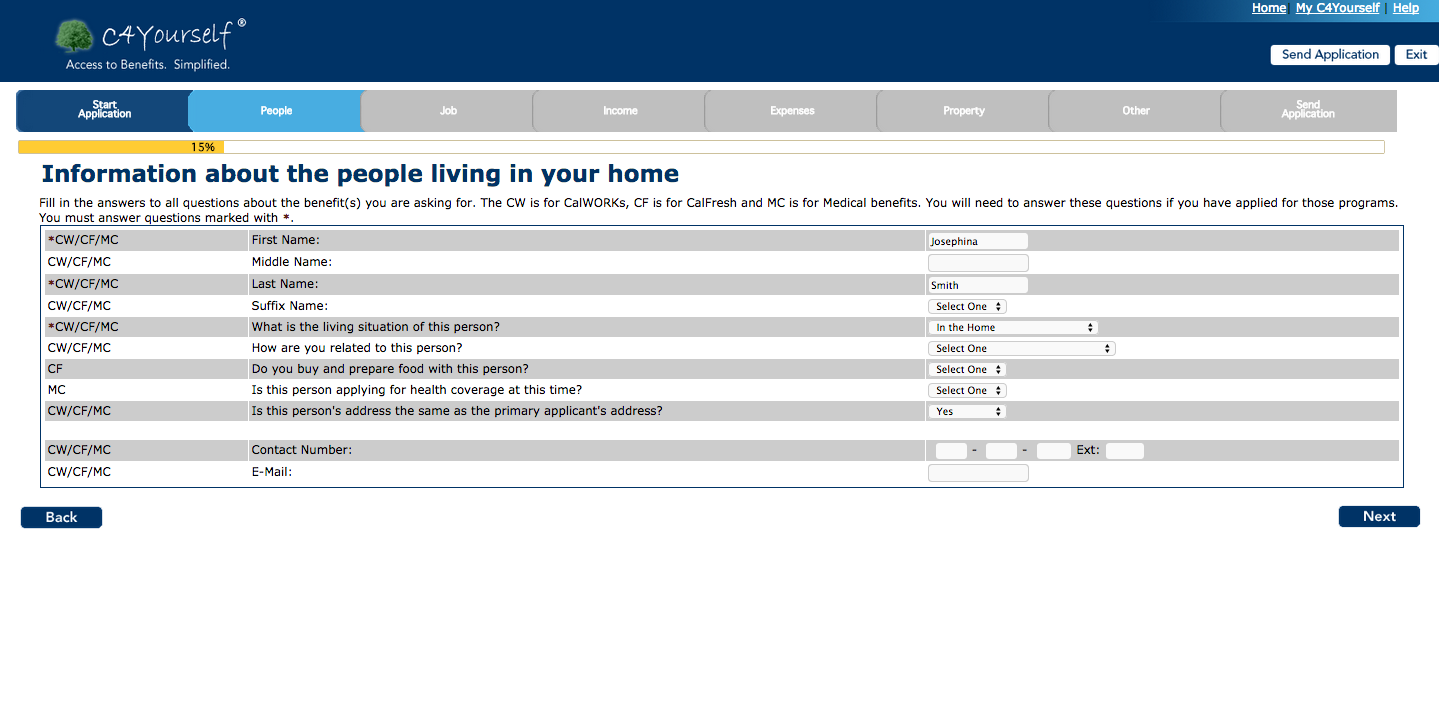 Home | My C4Yourself | Help
C4Yourself®
Access to Benefits. Simplified.
Send Application Exit
Start Application People Job Income Expenses Property Other Send Application
15%
Information about the people living in your home
Fill in the answers to all questions about the benefit(s) you are asking for. The CW is for CalWORKs, CF is for CalFresh and MC is for Medical benefits. You will need to answer these questions if you have applied for those programs.
You must answer questions marked with *.
*CW/CF/MC First Name: Josephina
CW/CF/MC Middle Name:
*CW/CF/MC Last Name: Smith
CW/CF/MC Suffix Name: Select One
*CW/CF/MC What is the living situation of this person? In the Home
CW/CF/MC How are you related to this person? Select One
CF Do you buy and prepare food with this person? Select One
MC Is this person applying for health coverage at this time? Select One
CW/CF/MC Is this person's address the same as the primary applicant's address? Yes
CW/CF/MC Contact Number: - - Ext:
CW/CF/MC E-Mail:
Back Next